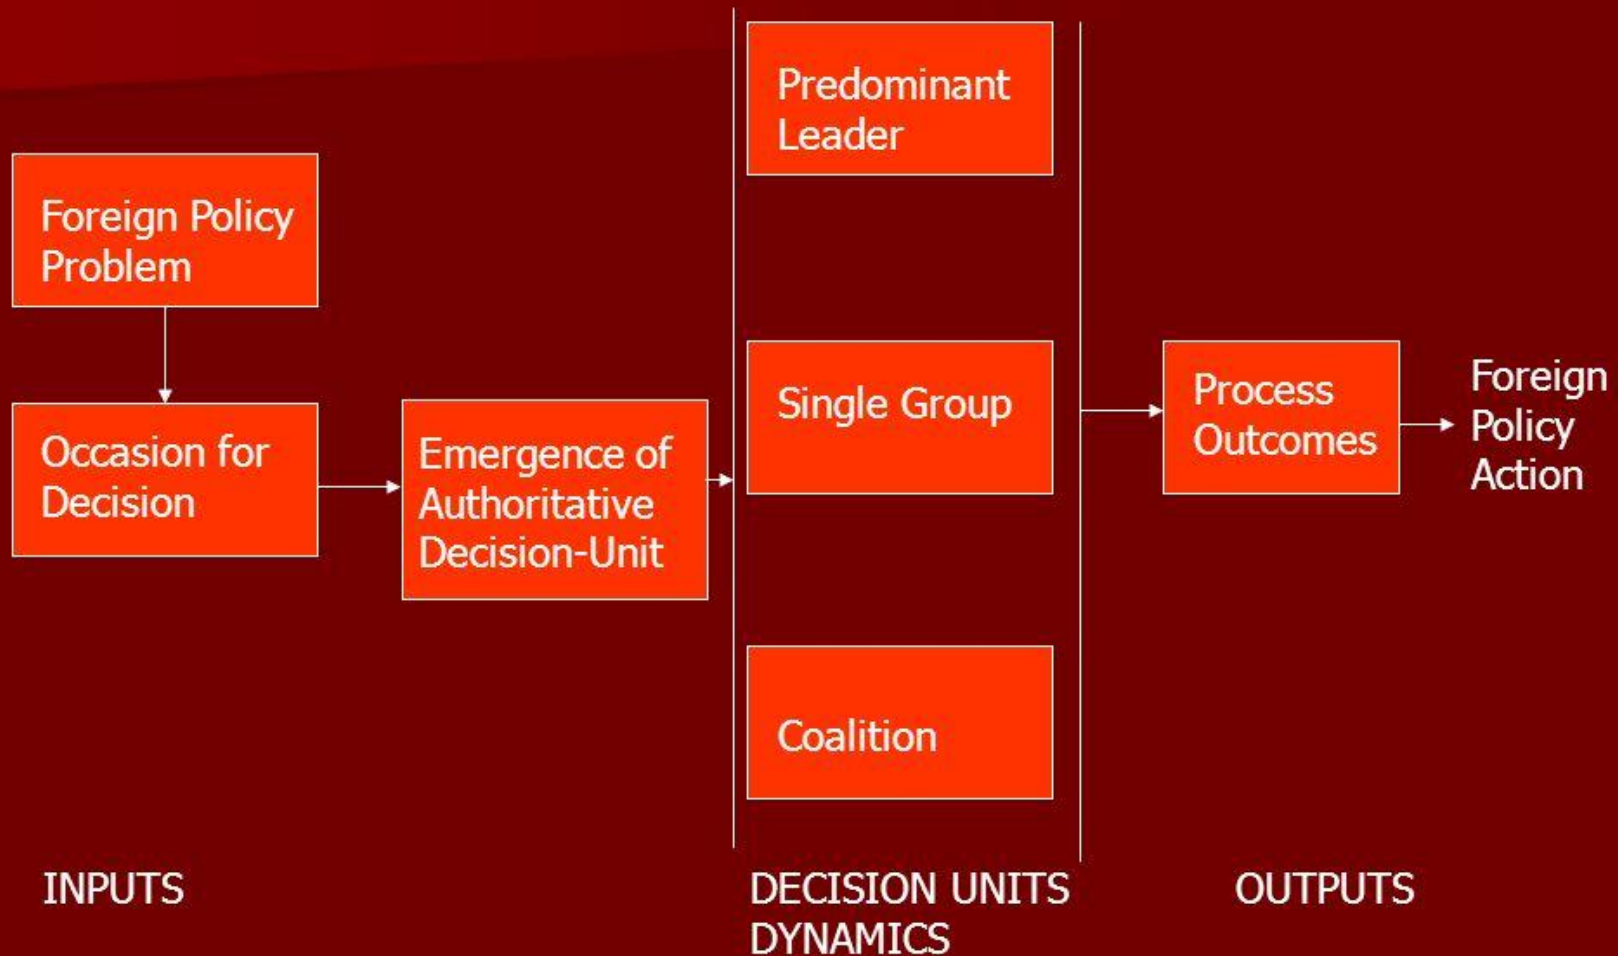 Foreign Policy
Problem
Occasion for
Decision
Emergence of
Authoritative
Decision-Unit
Predominant
Leader
Single Group
Coalition
Process
Outcomes
Foreign
Policy
Action
INPUTS
DECISION UNITS
DYNAMICS
OUTPUTS